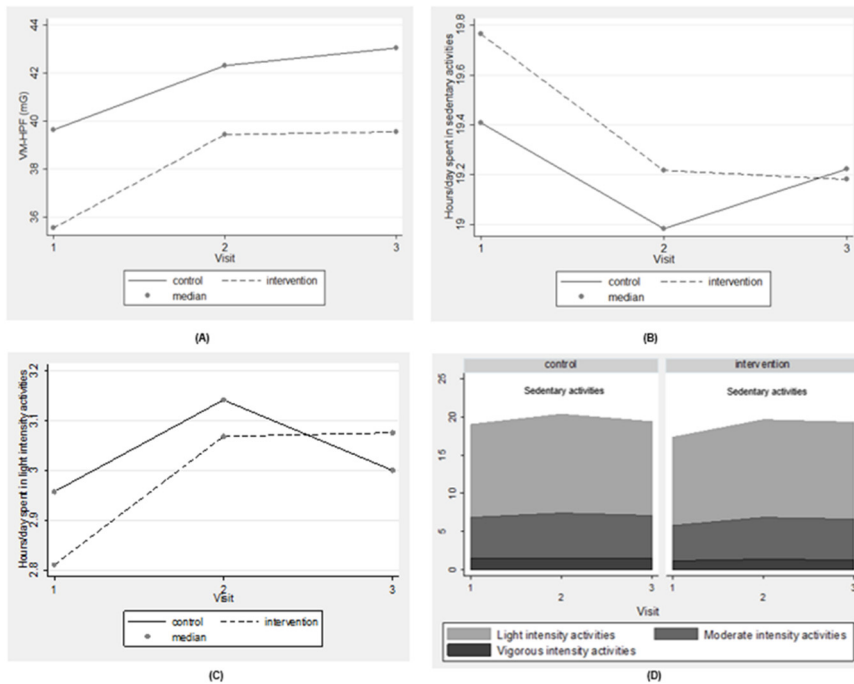 VM-HPF (mG)
44
42
40
38
36
1 2 3
Visit
control intervention
median
(A)
Hours/day spent in sedentary activities
19.8
19.6
19.4
19.2
19
1 2 3
Visit
control intervention
median
(B)
Hours/day spent in light intensity activities
3.2
3.1
3
2.9
2.8
1 2 3
Visit
control intervention
median
(C)
control intervention
Sedentary activities Sedentary activities
25
20
15
10
5
0
1 3 1 3
2 2
Visit
Light intensity activities Moderate intensity activities
Vigorous intensity activities
(D)